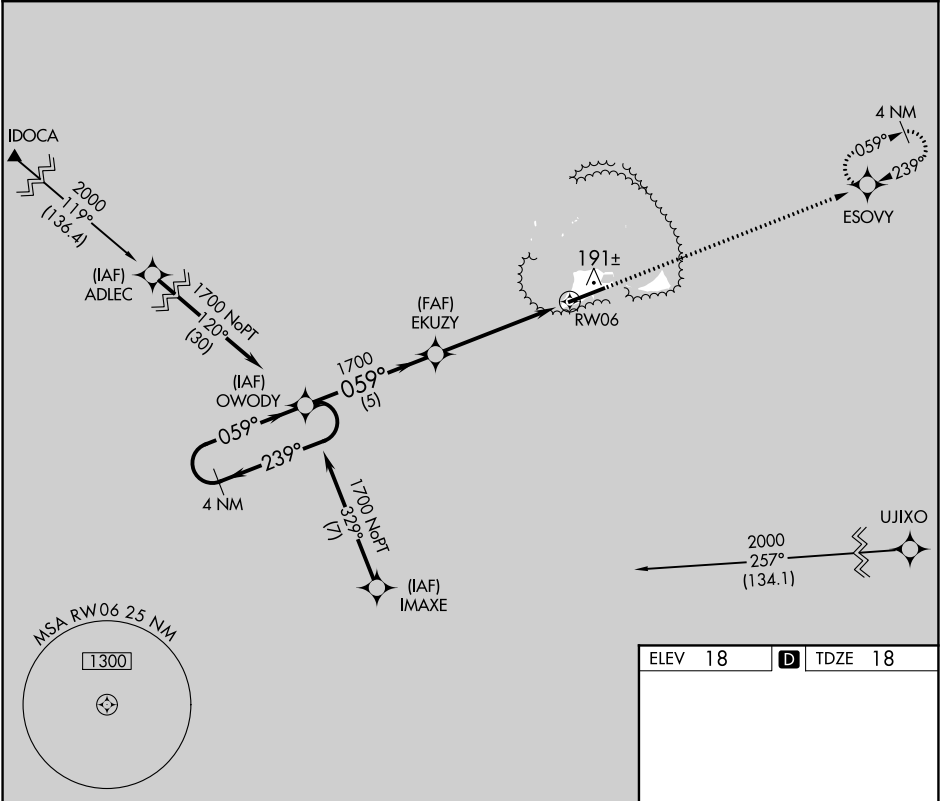 4 NM
IDOCA
059°
239°
2000
119°
(136.4)
ESOVY
191±
(IAF)
ADLEC
1700 NoPT
120°
(30)
(FAF)
EKUZY
RW06
(IAF)
OWODY
1700
059°
(5)
059°
239°
4 NM
1700 NoPT
329°
(7)
UJIXO
2000
257°
(134.1)
(IAF)
IMAXE
MSA RW06 25 NM
1300
ELEV 18 D TDZE 18